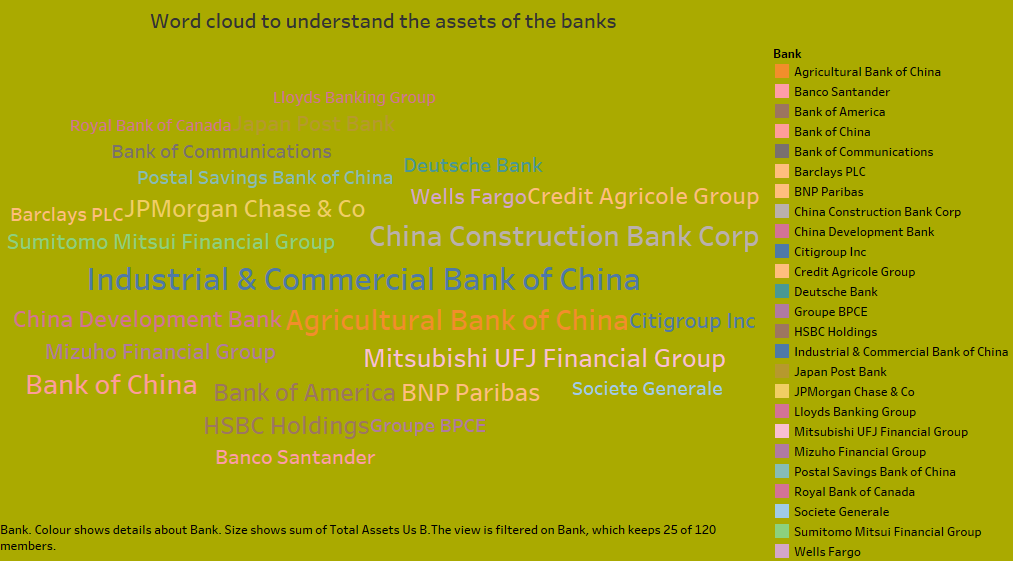 Word cloud to understand the assets of the banks
Lloyds Banking Group
Royal Bank of Canada Japan Post Bank
Bank of Communications
Deutsche Bank
Postal Savings Bank of China
Wells Fargo Credit Agricole Group
Barclays PLC JPMorgan Chase & Co
China Construction Bank Corp
Sumitomo Mitsui Financial Group
Industrial & Commercial Bank of China
China Development Bank Agricultural Bank of China Citigroup Inc
Mizuho Financial Group
Mitsubishi UFJ Financial Group
Bank of China
Bank of America BNP Paribas Societe Generale
HSBC Holdings Groupe BPCE
Banco Santander
Bank. Colour shows details about Bank. Size shows sum of Total Assets Us B.The view is filtered on Bank, which keeps 25 of 120
members.
Bank
Agricultural Bank of China
Banco Santander
Bank of America
Bank of China
Bank of Communications
Barclays PLC
BNP Paribas
China Construction Bank Corp
China Development Bank
Citigroup Inc
Credit Agricole Group
Deutsche Bank
Groupe BPCE
HSBC Holdings
Industrial & Commercial Bank of China
Japan Post Bank
JPMorgan Chase & Co
Lloyds Banking Group
Mitsubishi UFJ Financial Group
Mizuho Financial Group
Postal Savings Bank of China
Royal Bank of Canada
Societe Generale
Sumitomo Mitsui Financial Group
Wells Fargo